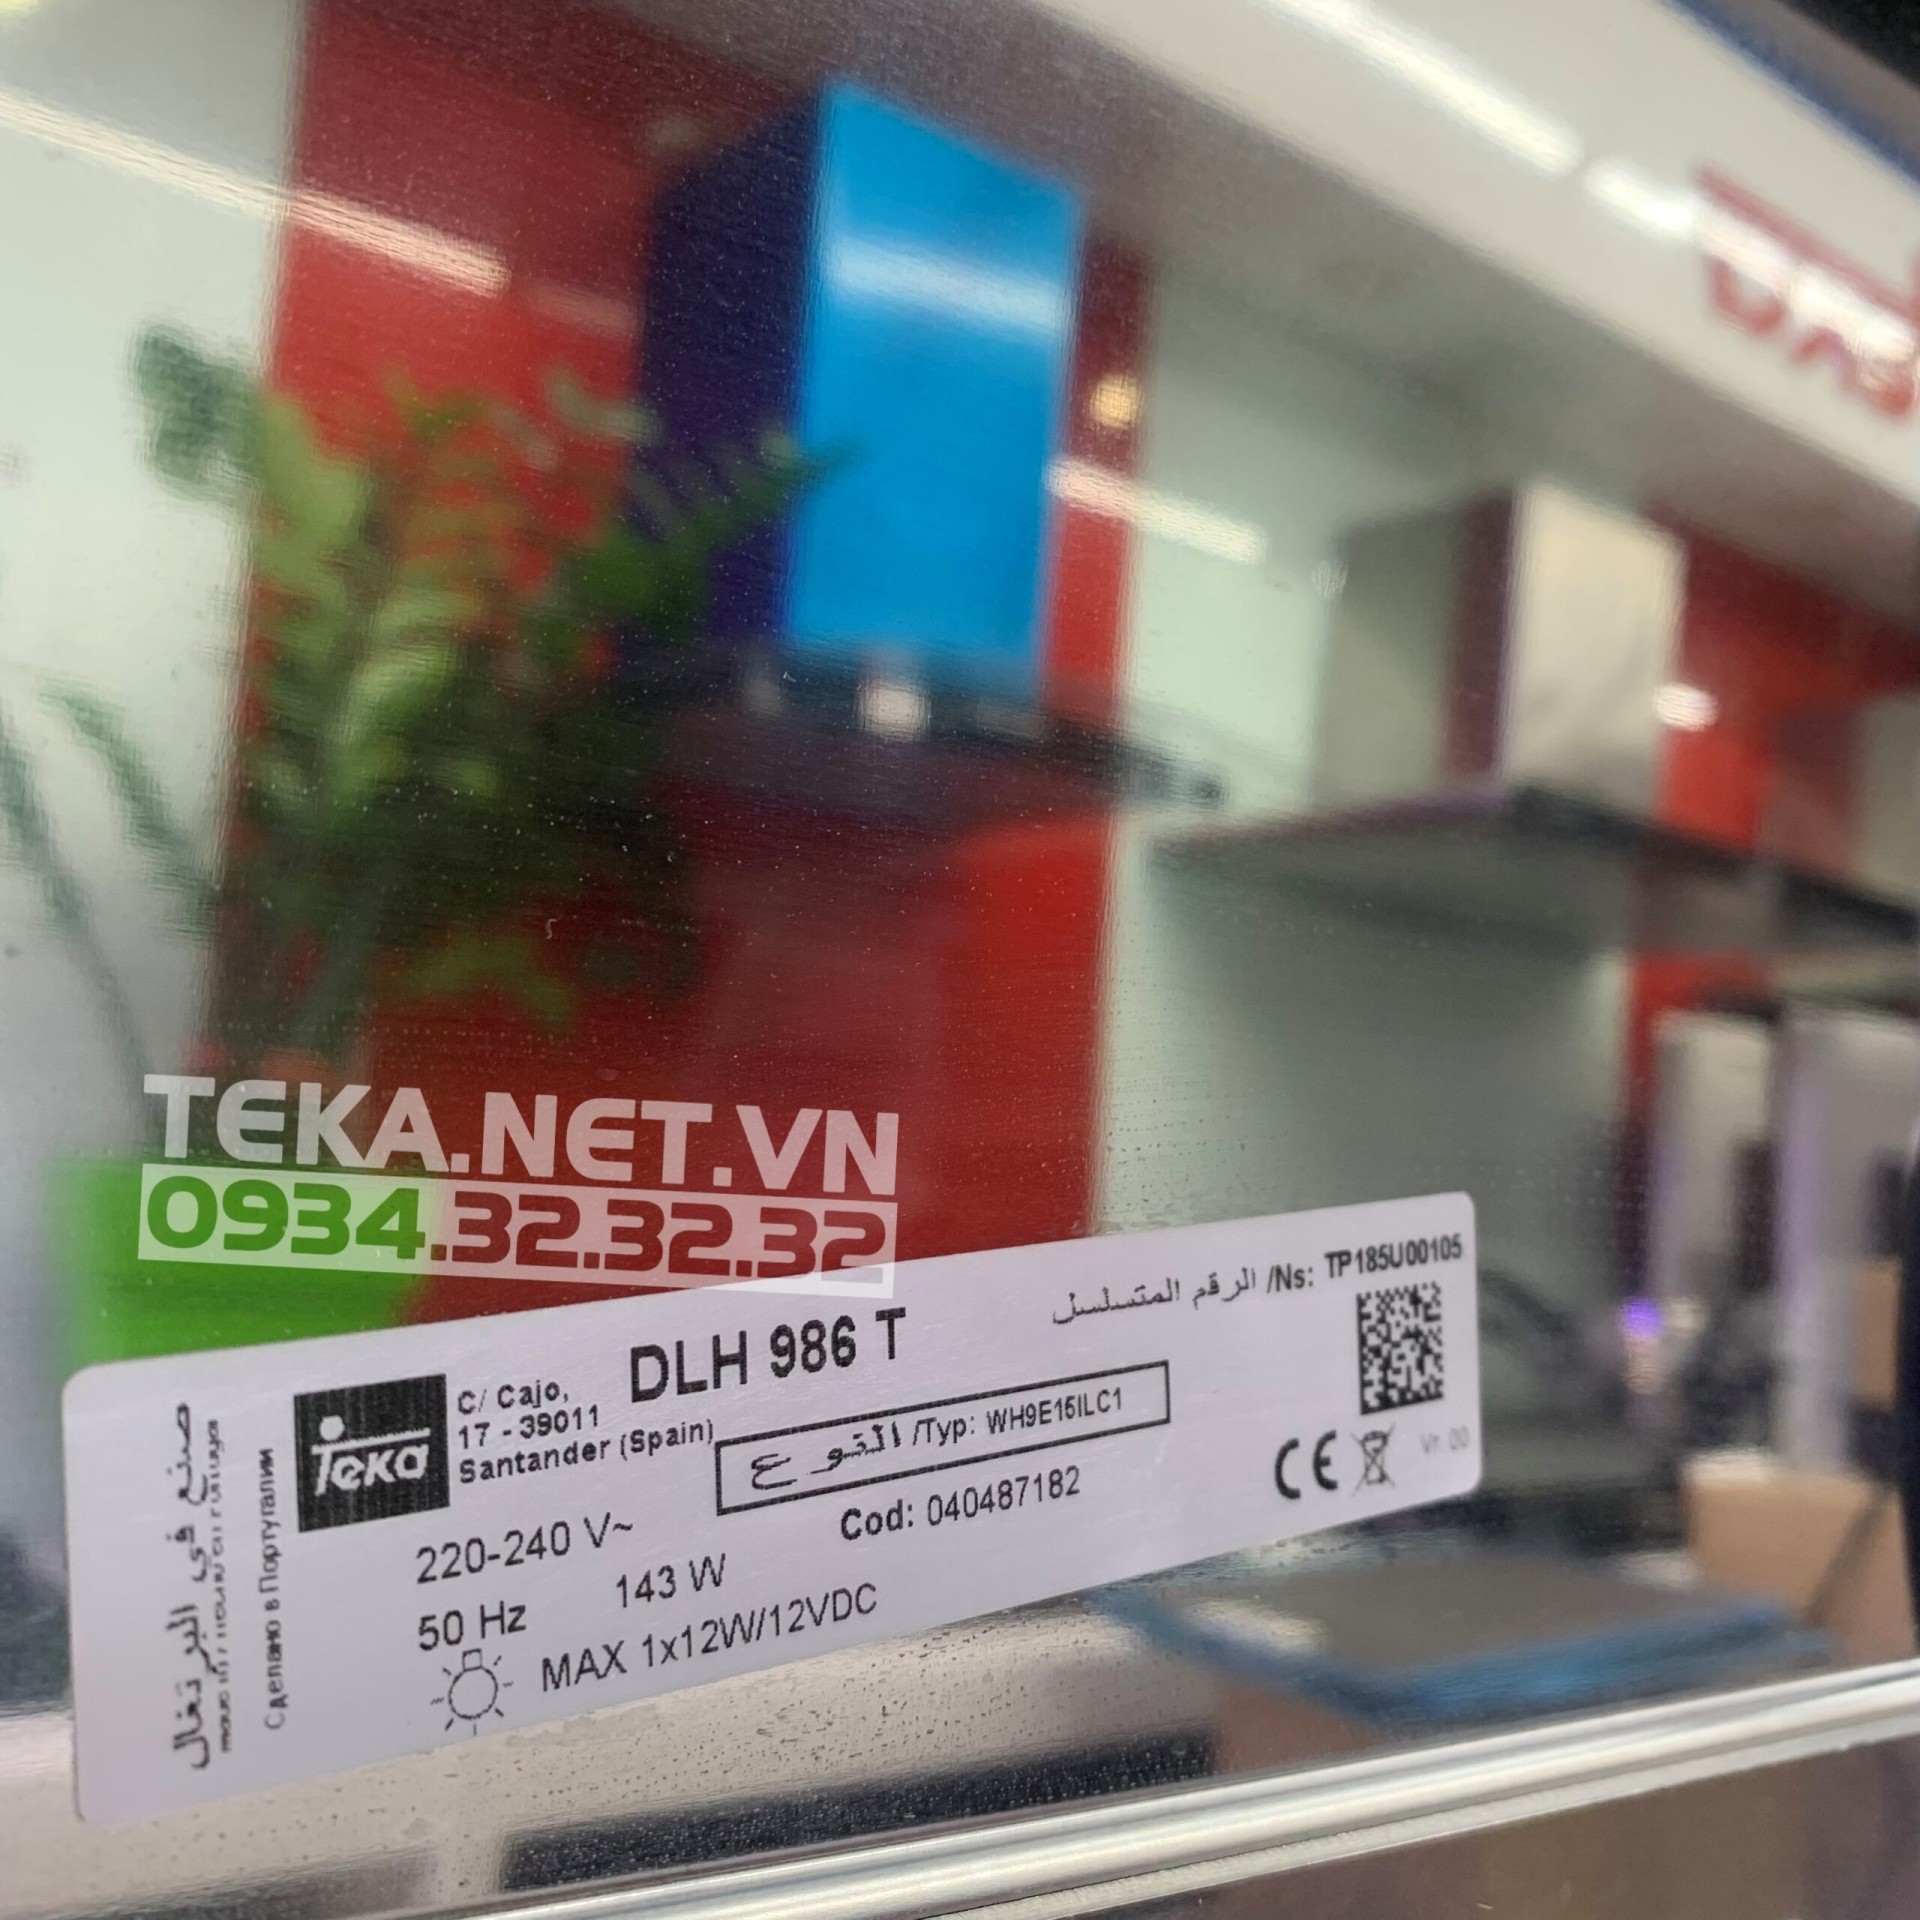 TEKA.NET.VN
0934.32.32.32
الرقم المتسلسل /Ns: TP185U00105
DLH 986 T
Teka
C/ Cajo,
17 - 39011
Santander (Spain)
النوع /Typ: WH9E15ILC1
Cod: 040487182
220-240 V~
50 Hz
143 W
MAX 1x12W/12VDC
CE
Vr. 00
صنع في البرتغال
Сделано в Португалии